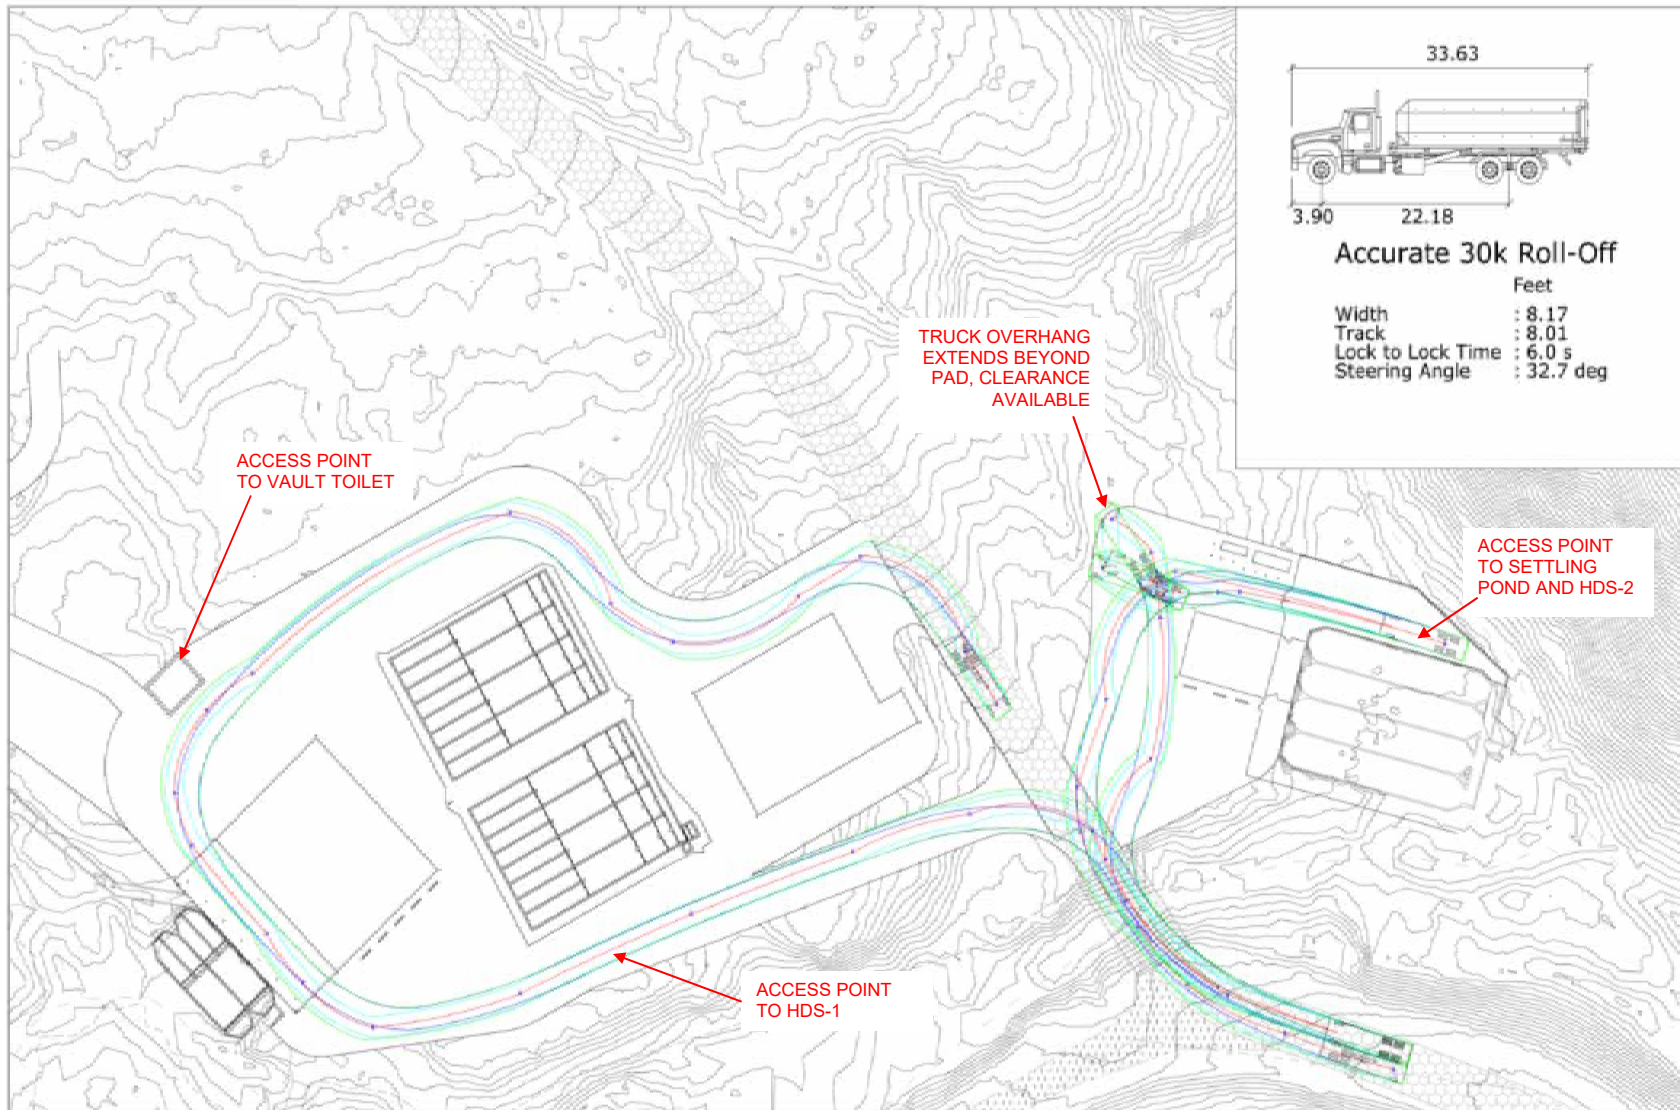 33.63
3.90 22.18
Accurate 30k Roll-Off
Feet
Width : 8.17
Track : 8.01
Lock to Lock Time : 6.0 s
Steering Angle : 32.7 deg
TRUCK OVERHANG
EXTENDS BEYOND
PAD, CLEARANCE
AVAILABLE
ACCESS POINT
TO VAULT TOILET
ACCESS POINT
TO SETTLING
POND AND HDS-2
ACCESS POINT
TO HDS-1